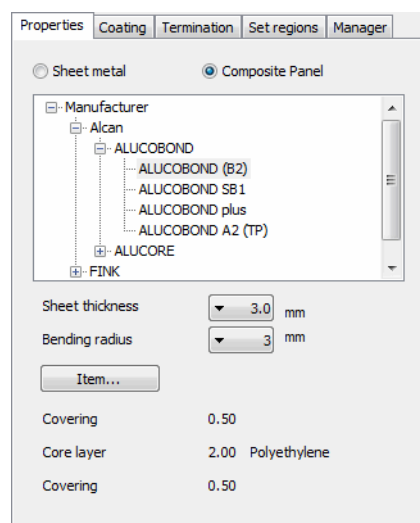 Properties Coating Termination Set regions Manager
Sheet metal Composite Panel
Manufacturer
Alcan
ALUCOBOND
ALUCOBOND (B2)
ALUCOBOND SB1
ALUCOBOND plus
ALUCOBOND A2 (TP)
ALUCORE
FINK
Sheet thickness 3.0 mm
Bending radius 3 mm
Item...
Covering 0.50
Core layer 2.00 Polyethylene
Covering 0.50